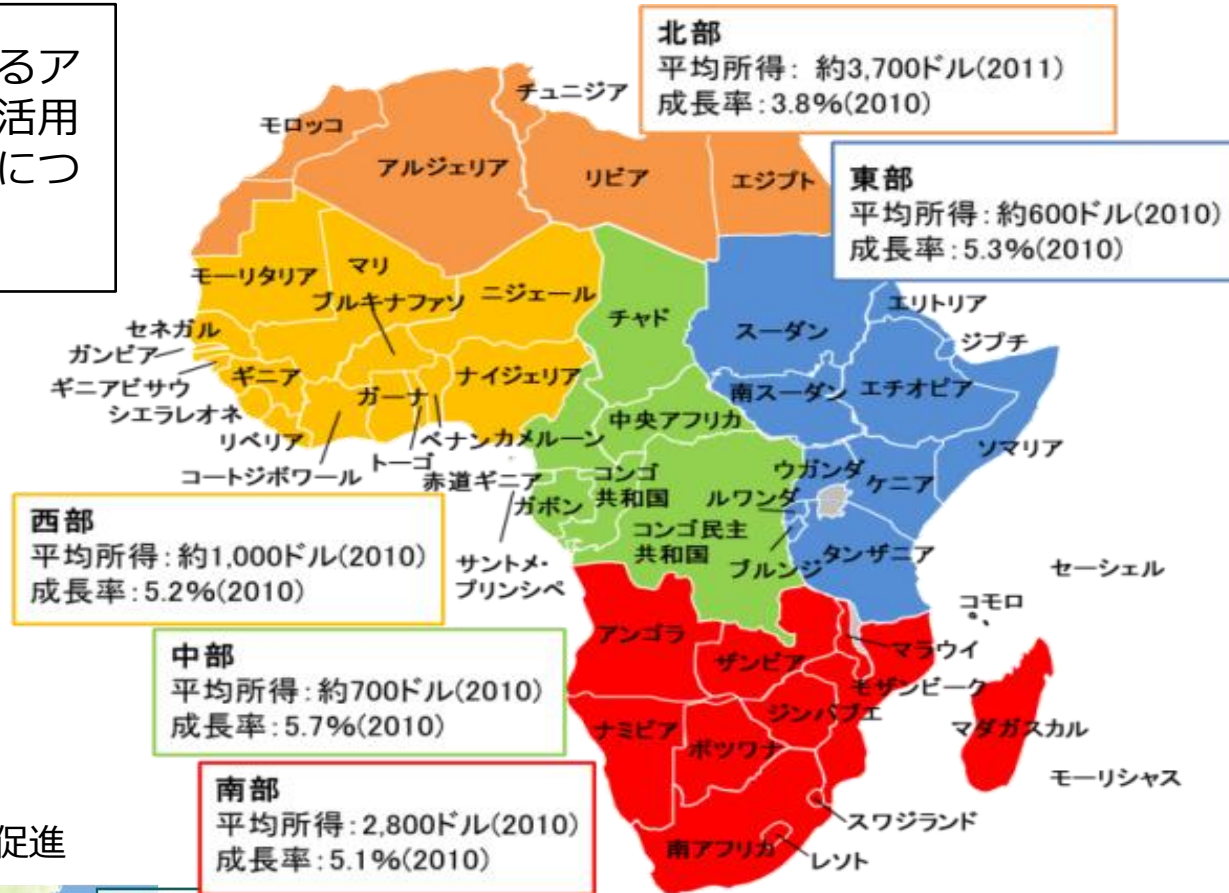 るア
活用
につ
北部
平均所得： 約3,700ドル(2011)
成長率：3.8%(2010)
東部
平均所得：約600ドル(2010)
成長率：5.3%(2010)
チュニジア
モロッコ
アルジェリア
リビア
エジプト
モーリタリア
マリ
ブルキナファソ
ニジェール
チャド
スーダン
エリトリア
ジプチ
セネガル
ガンビア
ギニアビサウ
ギニア
シエラレオネ
リベリア
コートジボワール
ガーナ
トーゴ
ベナン
ナイジェリア
カメルーン
中央アフリカ
南スーダン
エチオピア
ソマリア
赤道ギニア
ガボン
コンゴ
共和国
ウガンダ
ケニア
ルワンダ
コンゴ民主
共和国
ブルンジ
タンザニア
サントメ・
プリンシペ
セーシェル
コモロ
西部
平均所得：約1,000ドル(2010)
成長率：5.2%(2010)
中部
平均所得：約700ドル(2010)
成長率：5.7%(2010)
アンゴラ
ザンビア
マラウイ
モザンビーク
ジンバブエ
ナミビア
ボツワナ
マダガスカル
モーリシャス
スワジランド
南アフリカ
レソト
南部
平均所得：2,800ドル(2010)
成長率：5.1%(2010)
促進